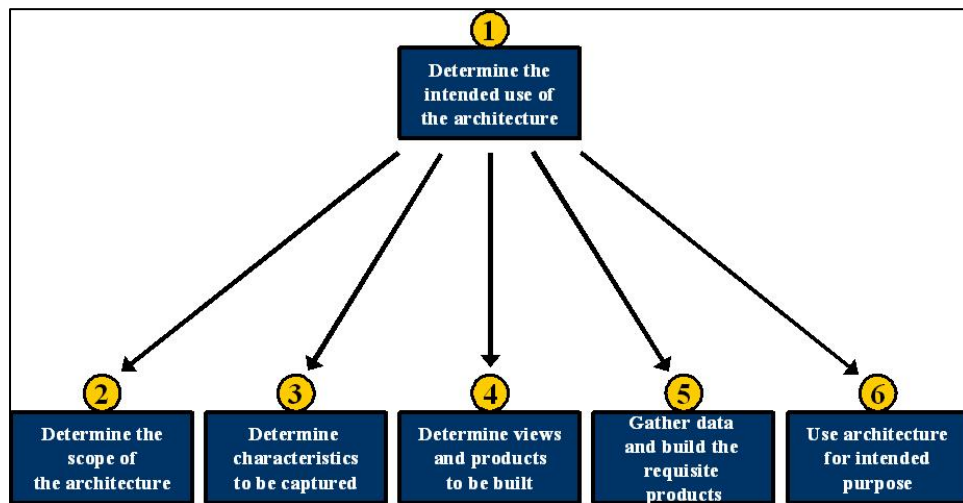 1
Determine the
intended use of
the architecture
2
Determine the
scope of
the architecture
3
Determine
characteristics
to be captured
4
Determine views
and products
to be built
5
Gather data
and build the
requisite
products
6
Use architecture
for intended
purpose